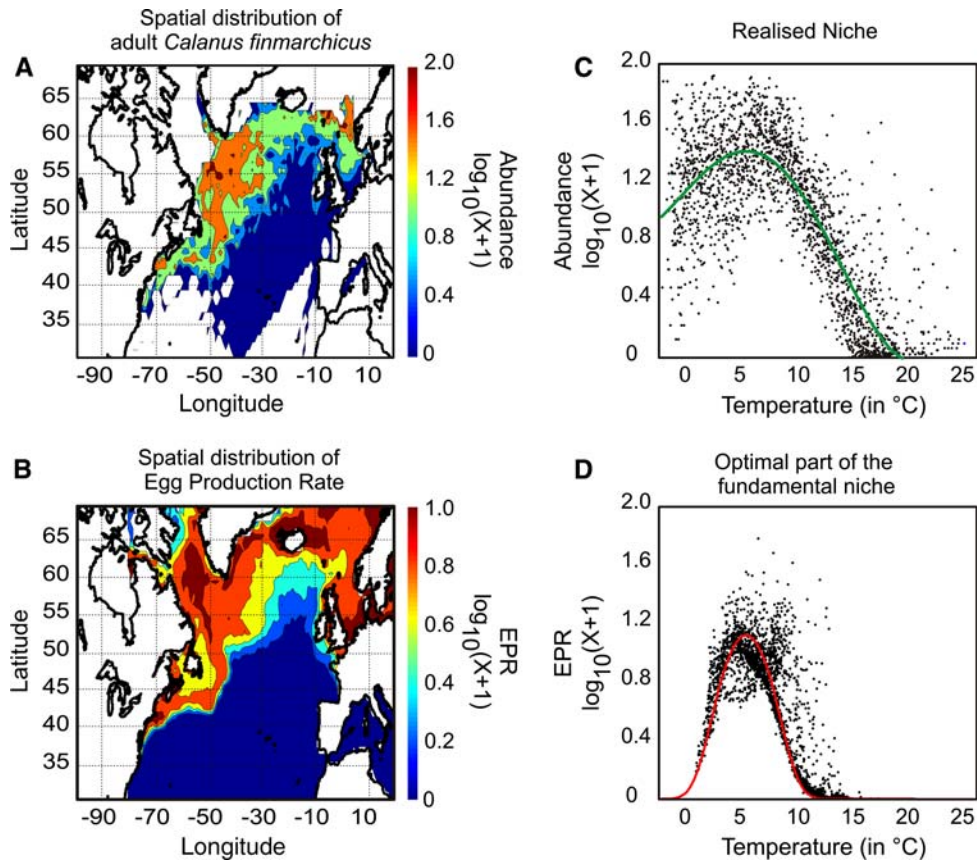 Spatial distribution of
adult Calanus finmarchicus
A
65
60
55
50
45
40
35
Latitude
-90 -70 -50 -30 -10 10
Longitude
2.0
1.6
1.2
0.8
0.4
0
Abundance
log10(X+1)
Realised Niche
C
2.0
1.6
1.2
0.8
0.4
0
Abundance
log10(X+1)
0 5 10 15 20 25
Temperature (in °C)
Spatial distribution of
Egg Production Rate
B
65
60
55
50
45
40
35
Latitude
-90 -70 -50 -30 -10 10
Longitude
1.0
0.8
0.6
0.4
0.2
0
EPR
log10(X+1)
Optimal part of the
fundamental niche
D
2.0
1.6
1.2
0.8
0.4
0
EPR
log10(X+1)
0 5 10 15 20 25
Temperature (in °C)